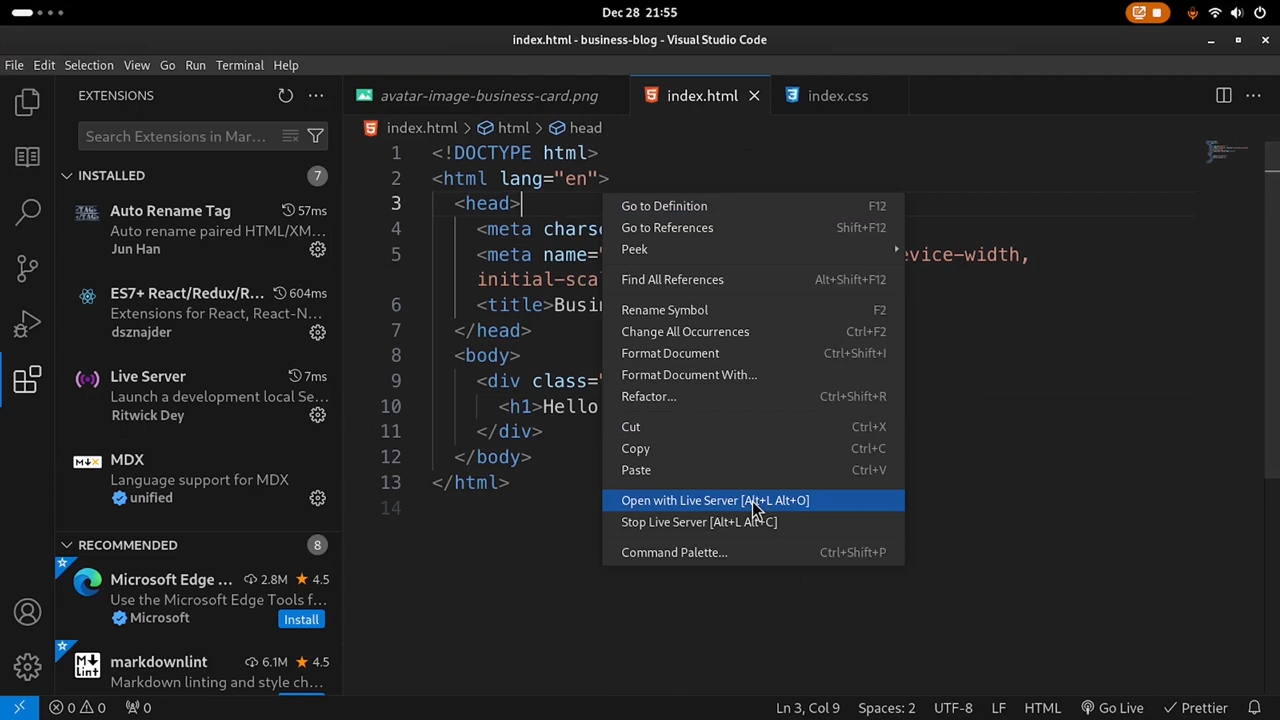 Dec 28 21:55
index.html - business-blog - Visual Studio Code
File Edit Selection View Go Run Terminal Help
EXTENSIONS
Search Extensions in Mar...
INSTALLED 7
Auto Rename Tag 57ms
Auto rename paired HTML/XM...
Jun Han
ES7+ React/Redux/R... 604ms
Extensions for React, React-N...
dsznajder
Live Server 7ms
Launch a development local Se...
Ritwick Dey
MDX
Language support for MDX
unified
RECOMMENDED 8
Microsoft Edge ... 2.8M 4.5
Use the Microsoft Edge Tools f...
Microsoft Install
markdownlint 6.1M 4.5
Markdown linting and style ch...
avatar-image-business-card.png index.html index.css
index.html > html > head
1 <!DOCTYPE html>
2 <html lang="en">
3 <head>
4 <meta chars
5 <meta name=" evice-width,
initial-sca
6 <title>Busin
7 </head>
8 <body>
9 <div class="
10 <h1>Hello
11 </div>
12 </body>
13 </html>
14
Go to Definition F12
Go to References Shift+F12
Peek
Find All References Alt+Shift+F12
Rename Symbol F2
Change All Occurrences Ctrl+F2
Format Document Ctrl+Shift+I
Format Document With...
Refactor... Ctrl+Shift+R
Cut Ctrl+X
Copy Ctrl+C
Paste Ctrl+V
Open with Live Server [Alt+L Alt+O]
Stop Live Server [Alt+L Alt+C]
Command Palette... Ctrl+Shift+P
0 0 0 Ln 3, Col 9 Spaces: 2 UTF-8 LF HTML Go Live Prettier